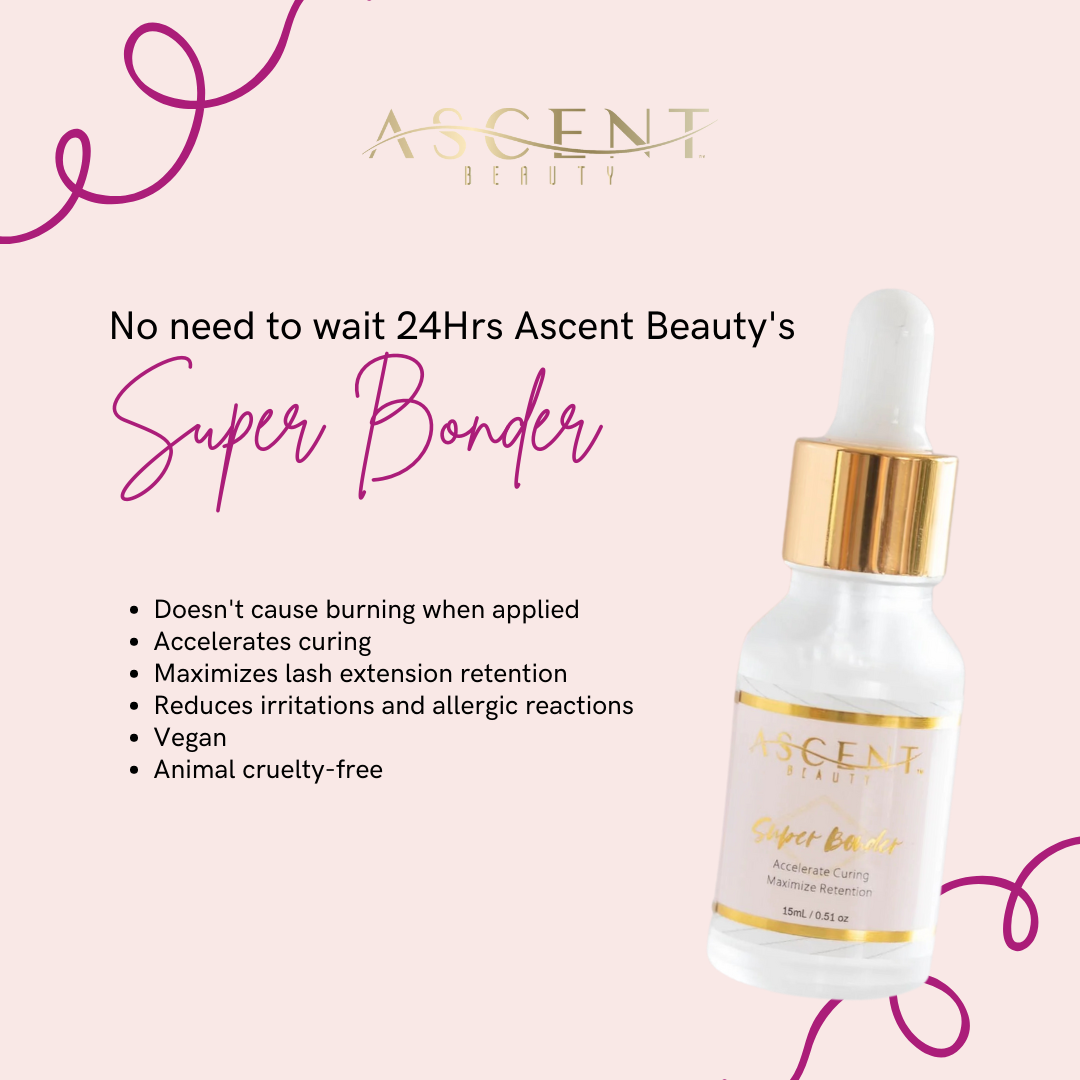 ASCENT
BEAUTY
No need to wait 24Hrs Ascent Beauty's
Super Bonder
• Doesn't cause burning when applied
• Accelerates curing
• Maximizes lash extension retention
• Reduces irritations and allergic reactions
• Vegan
• Animal cruelty-free
ASCENT
BEAUTY
Super Bonder
Accelerate Curing
Maximize Retention
15mL / 0.51 oz